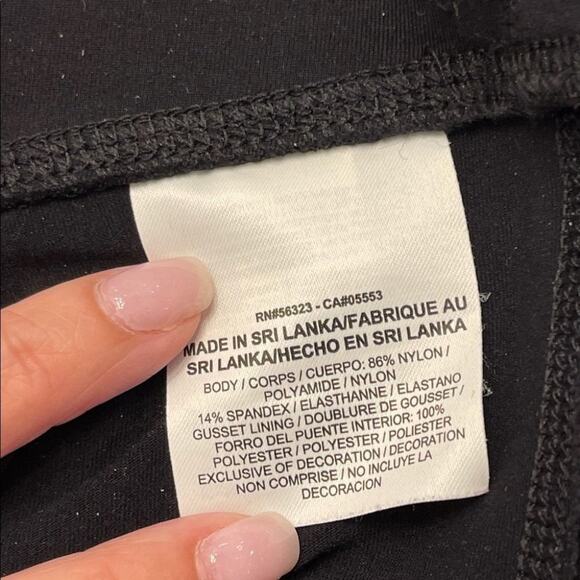 RN#56323 - CA#05553
MADE IN SRI LANKA/FABRIQUE AU
SRI LANKA/HECHO EN SRI LANKA
BODY / CORPS / CUERPO: 86% NYLON /
POLYAMIDE / NYLON
14% SPANDEX / ELASTHANNE / ELASTANO
GUSSET LINING / DOUBLURE DE GOUSSET /
FORRO DEL PUENTE INTERIOR: 100%
POLYESTER / POLYESTER / POLIESTER
EXCLUSIVE OF DECORATION / DECORATION
NON COMPRISE / NO INCLUYE LA
DECORACION